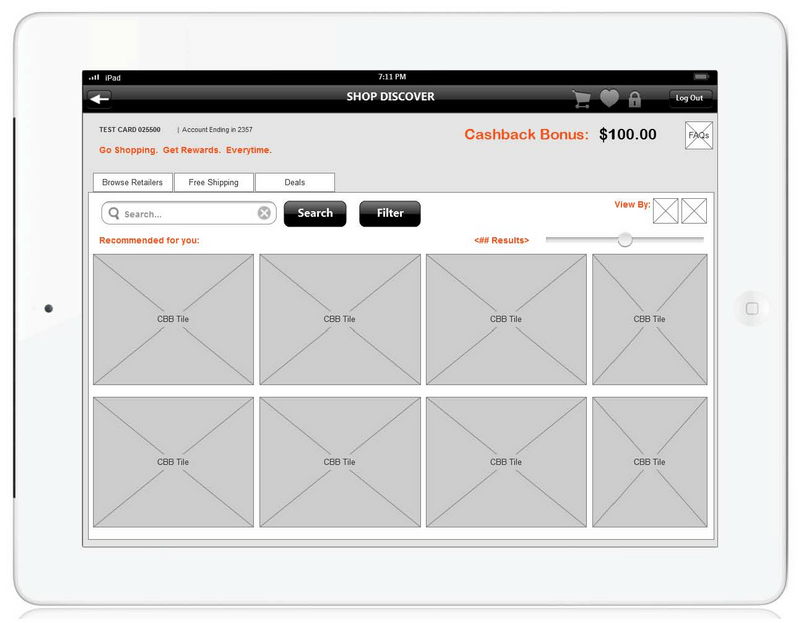 iPad 7:11 PM
SHOP DISCOVER Log Out
TEST CARD 025500 | Account Ending in 2357
Cashback Bonus: $100.00 FAQs
Go Shopping. Get Rewards. Everytime.
Browse Retailers Free Shipping Deals
Search... Search Filter View By:
Recommended for you: <## Results>
CBB Tile CBB Tile CBB Tile CBB Tile
CBB Tile CBB Tile CBB Tile CBB Tile